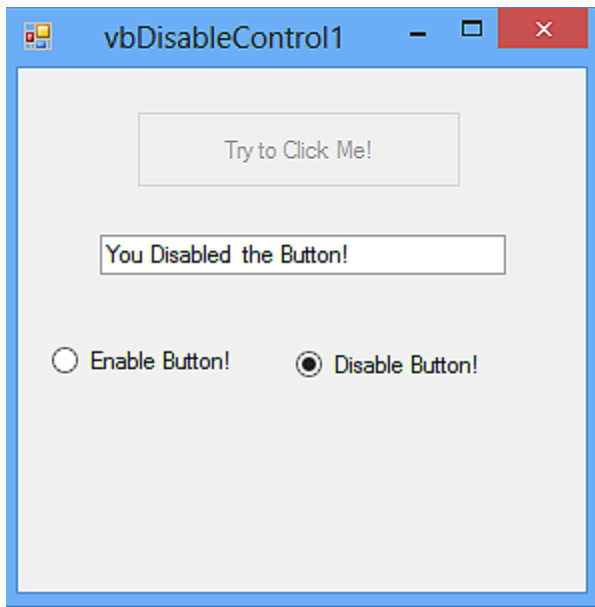 vbDisableControl1
Try to Click Me!
You Disabled the Button!
Enable Button!
Disable Button!